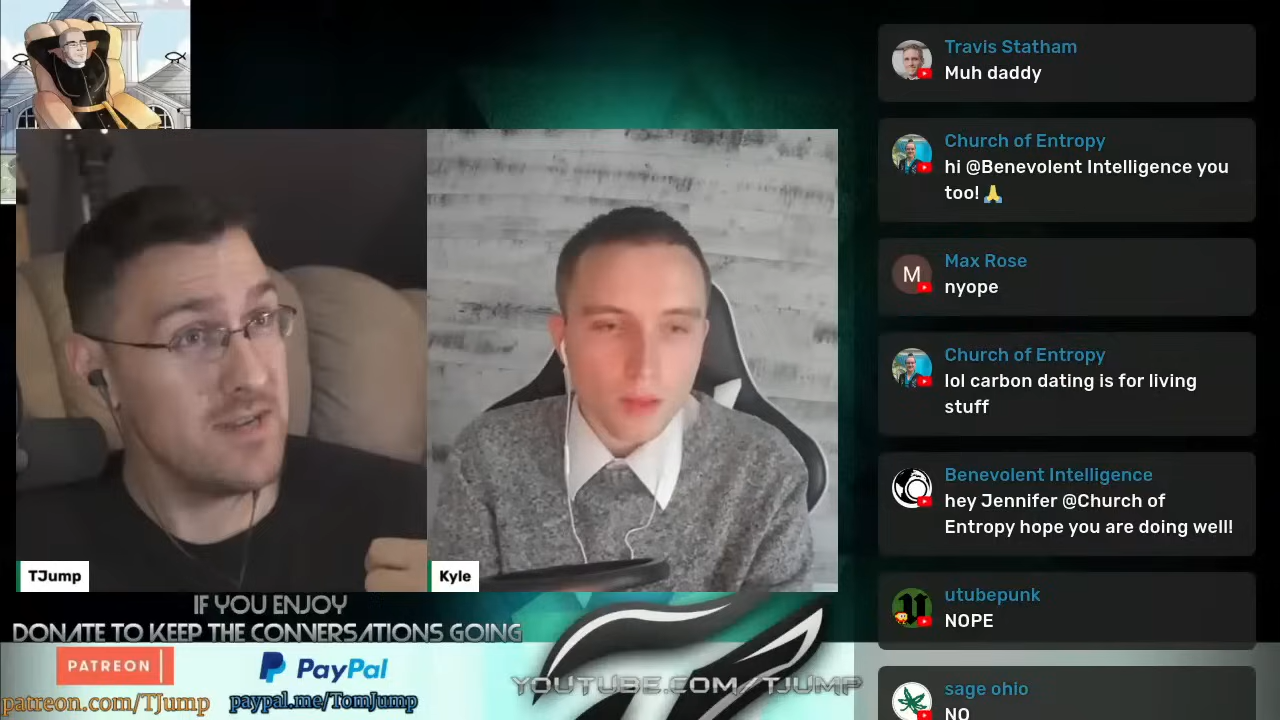 Travis Statham
Muh daddy
Church of Entropy
hi @Benevolent Intelligence you
too! 🙏
M
Max Rose
nyope
Church of Entropy
lol carbon dating is for living
stuff
Benevolent Intelligence
hey Jennifer @Church of
Entropy hope you are doing well!
utubepunk
NOPE
sage ohio
NO
TJump
Kyle
IF YOU ENJOY
DONATE TO KEEP THE CONVERSATIONS GOING
PATREON
PayPal
patreon.com/TJump
paypal.me/TomJump
YOUTUBE.COM/TJUMP